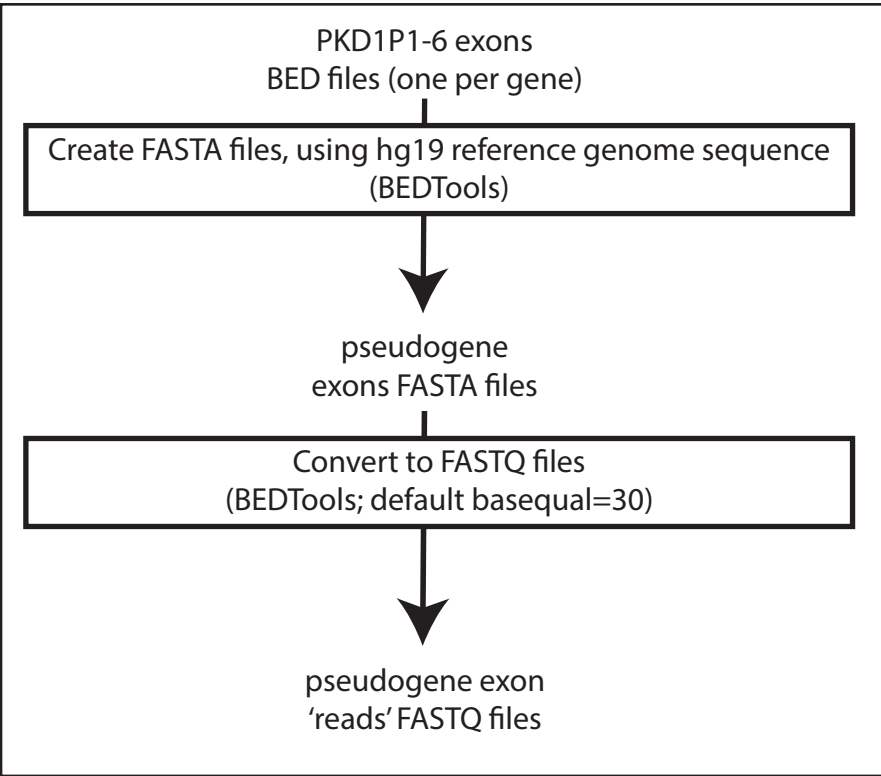 PKD1P1-6 exons
BED files (one per gene)
Create FASTA files, using hg19 reference genome sequence
(BEDTools)
pseudogene
exons FASTA files
Convert to FASTQ files
(BEDTools; default basequal=30)
pseudogene exon
‘reads’ FASTQ files